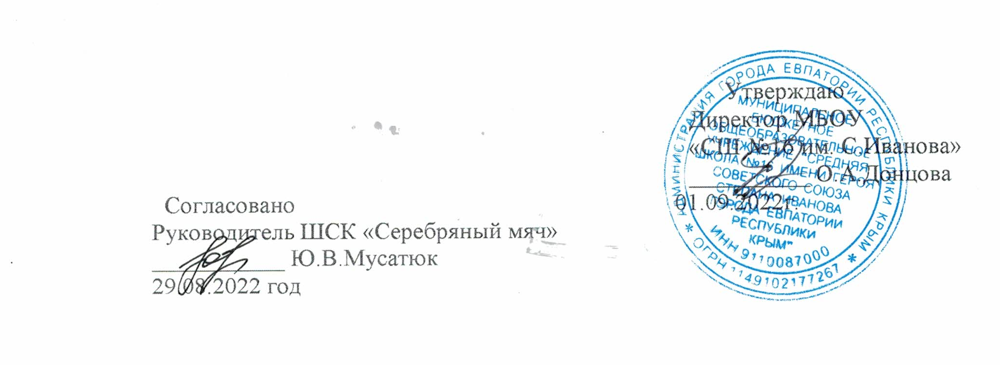 Утверждаю
Директор МБОУ
«СШ №16 им. С.Иванова»
О.А.Донцова
01.09.2022г.
Согласовано
Руководитель ШСК «Серебряный мяч»
Ю.В.Мусатюк
29.08.2022 год
АДМИНИСТРАЦИЯ ГОРОДА ЕВПАТОРИИ РЕСПУБЛИКИ КРЫМ
* ОГРН 1149102177267 *
МУНИЦИПАЛЬНОЕ
БЮДЖЕТНОЕ
ОБЩЕОБРАЗОВАТЕЛЬНОЕ
УЧРЕЖДЕНИЕ "СРЕДНЯЯ
ШКОЛА №16 ИМЕНИ ГЕРОЯ
СОВЕТСКОГО СОЮЗА
СТЕПАНА ИВАНОВА
ГОРОДА ЕВПАТОРИИ
РЕСПУБЛИКИ
КРЫМ"
ИНН 9110087000